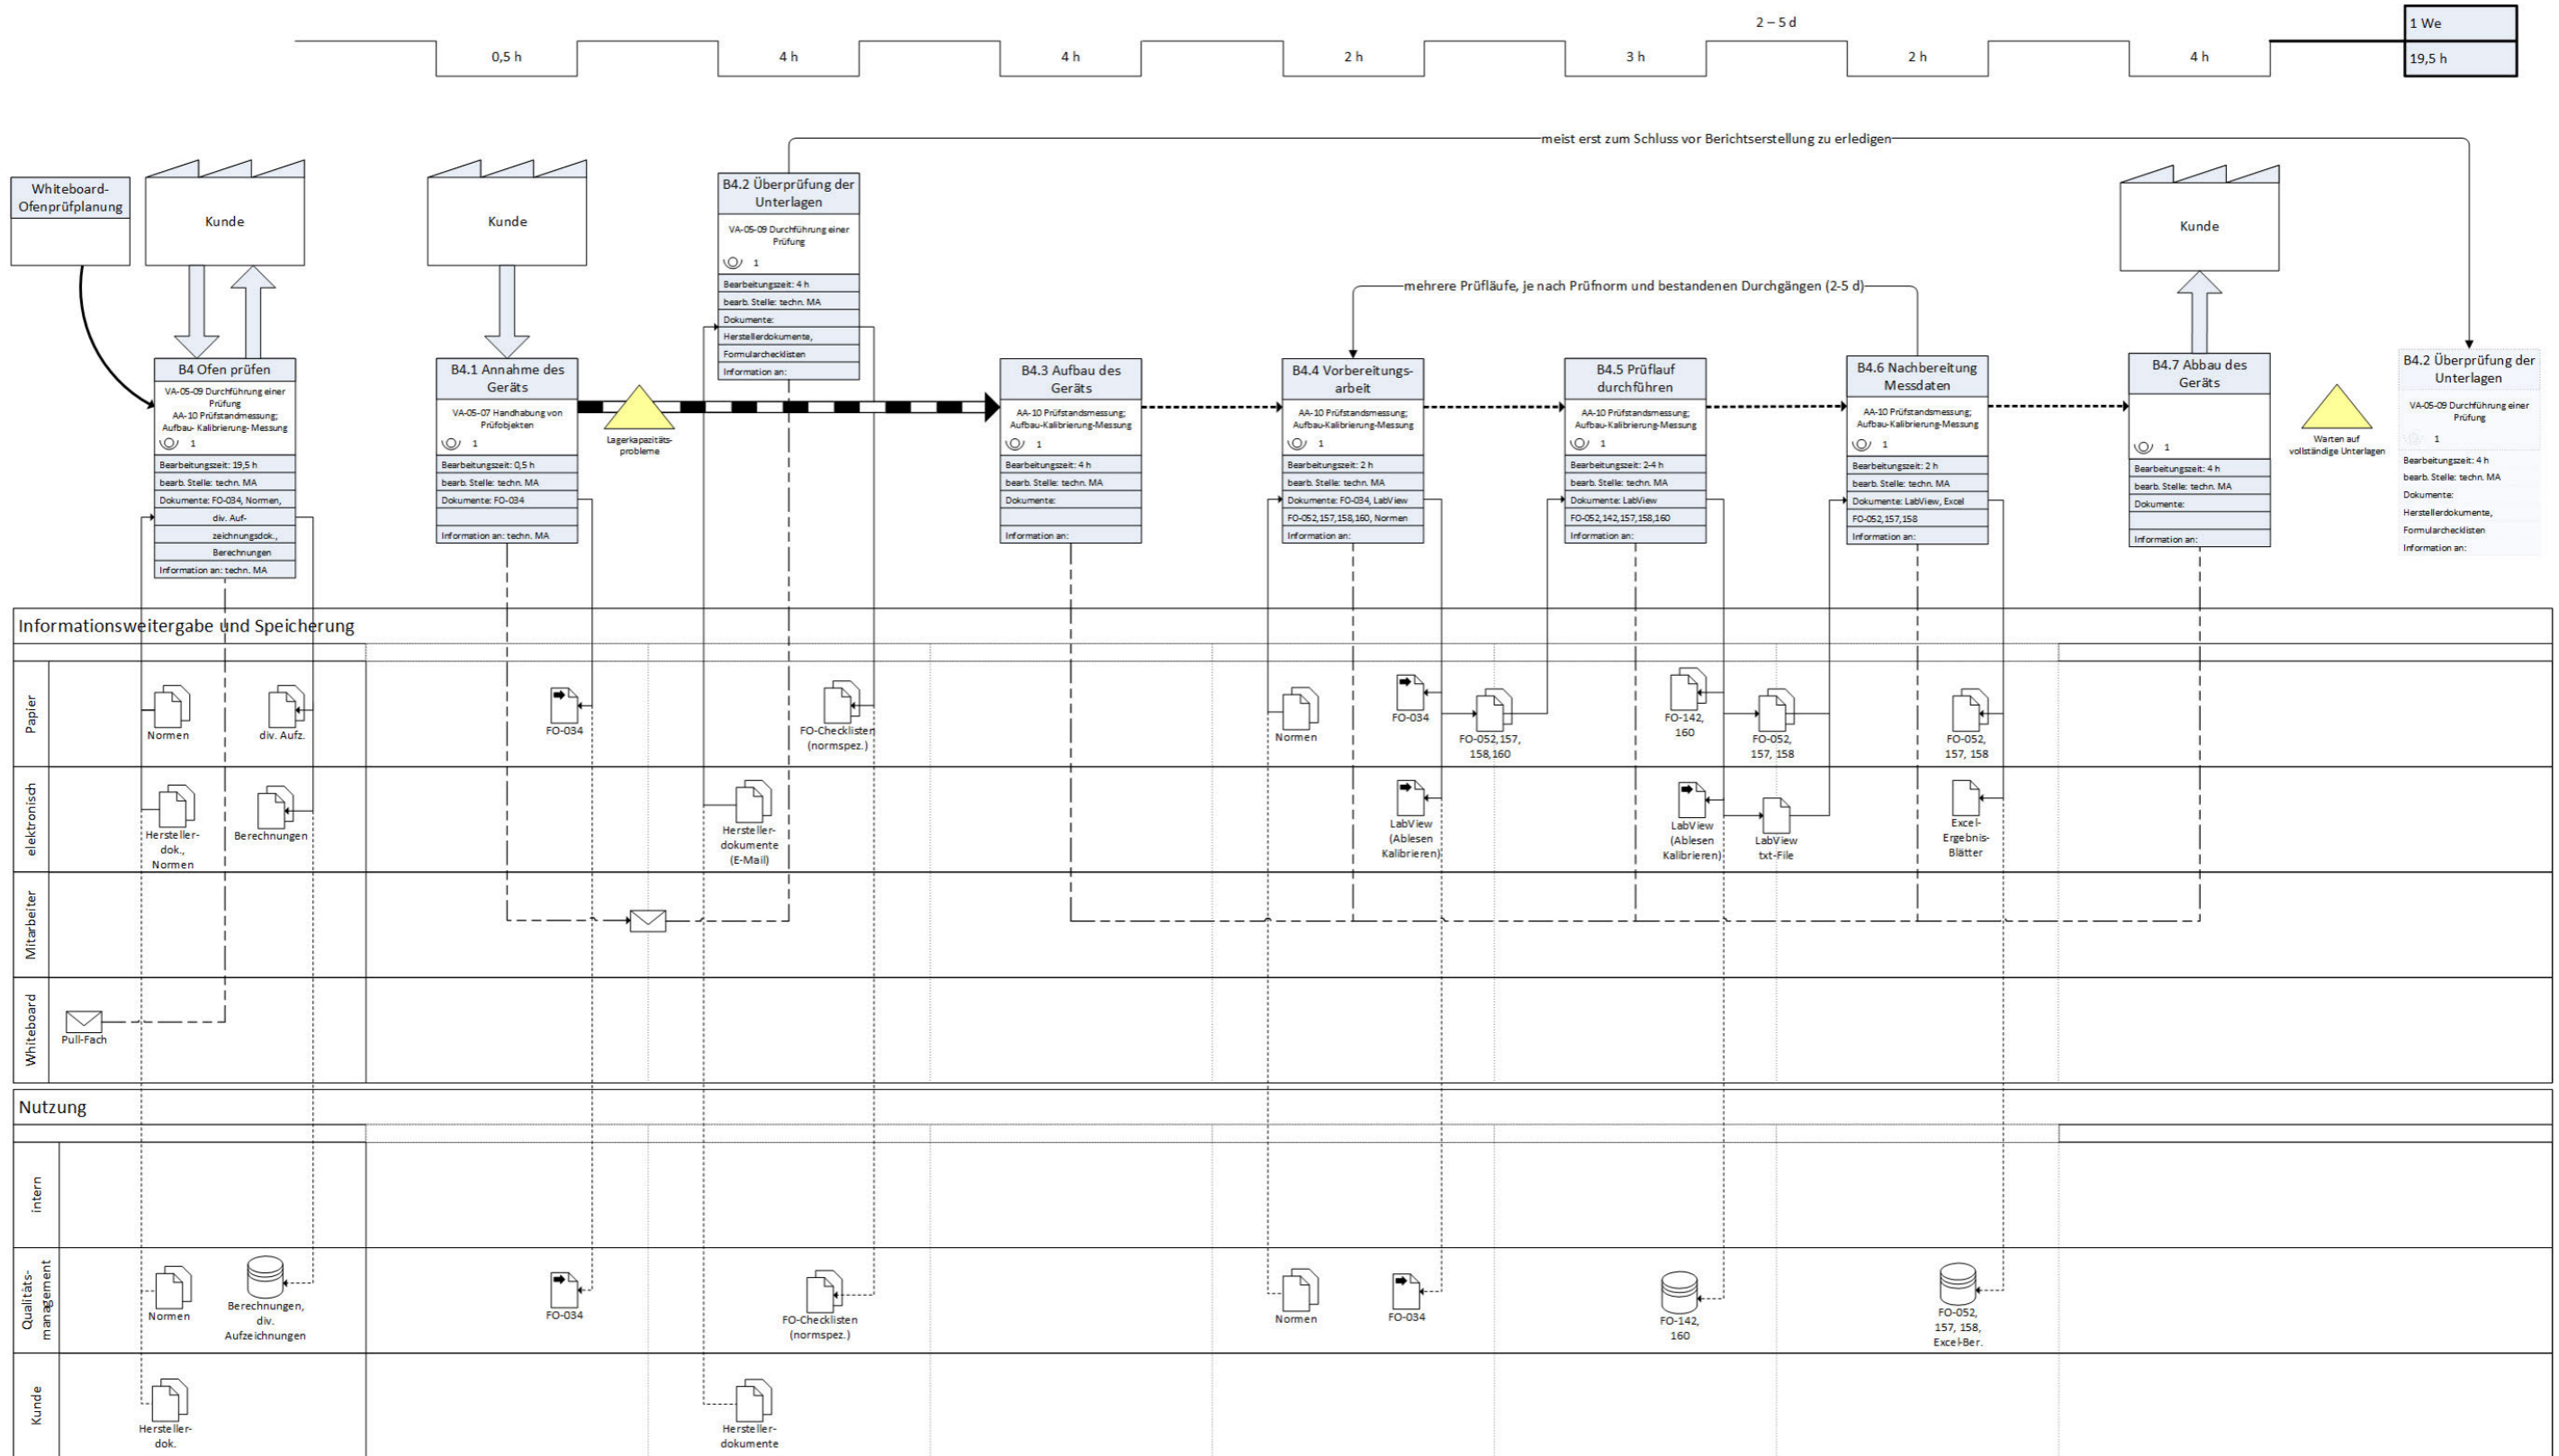 2 – 5 d
1 We
0,5 h
4 h
4 h
2 h
3 h
2 h
4 h
19,5 h
meist erst zum Schluss vor Berichtserstellung zu erledigen
Whiteboard-
Ofenprüfplanung
Kunde
Kunde
B4.2 Überprüfung der
Unterlagen
VA-05-09 Durchführung einer
Prüfung
1
Bearbeitungszeit: 4 h
bearb. Stelle: techn. MA
Dokumente:
Herstellerdokumente,
Formularchecklisten
Information an:
Kunde
mehrere Prüfläufe, je nach Prüfnorm und bestandenen Durchgängen (2-5 d)
B4 Ofen prüfen
VA-05-09 Durchführung einer
Prüfung
AA-10 Prüfstandmessung;
Aufbau- Kalibrierung- Messung
1
Bearbeitungszeit: 19,5 h
bearb. Stelle: techn. MA
Dokumente: FO-034, Normen,
div. Auf-
zeichnungsdok.,
Berechnungen
Information an: techn. MA
B4.1 Annahme des
Geräts
VA-05-07 Handhabung von
Prüfobjekten
1
Bearbeitungszeit: 0,5 h
bearb. Stelle: techn. MA
Dokumente: FO-034
Information an: techn. MA
Lagerkapazitäts-
probleme
B4.3 Aufbau des
Geräts
AA-10 Prüfstandsmessung;
Aufbau-Kalibrierung-Messung
1
Bearbeitungszeit: 4 h
bearb. Stelle: techn. MA
Dokumente:
Information an:
B4.4 Vorbereitungs-
arbeit
AA-10 Prüfstandsmessung;
Aufbau-Kalibrierung-Messung
1
Bearbeitungszeit: 2 h
bearb. Stelle: techn. MA
Dokumente: FO-034, LabView
FO-052,157,158,160, Normen
Information an:
B4.5 Prüflauf
durchführen
AA-10 Prüfstandsmessung;
Aufbau-Kalibrierung-Messung
1
Bearbeitungszeit: 2-4 h
bearb. Stelle: techn. MA
Dokumente: LabView
FO-052,142,157,158,160
Information an:
B4.6 Nachbereitung
Messdaten
AA-10 Prüfstandsmessung;
Aufbau-Kalibrierung-Messung
1
Bearbeitungszeit: 2 h
bearb. Stelle: techn. MA
Dokumente: LabView, Excel
FO-052,157,158
Information an:
B4.7 Abbau des
Geräts
1
Bearbeitungszeit: 4 h
bearb. Stelle: techn. MA
Dokumente:
Information an:
Warten auf
vollständige Unterlagen
B4.2 Überprüfung der
Unterlagen
VA-05-09 Durchführung einer
Prüfung
1
Bearbeitungszeit: 4 h
bearb. Stelle: techn. MA
Dokumente:
Herstellerdokumente,
Formularchecklisten
Information an:
Informationsweitergabe und Speicherung
Papier
Normen
div. Aufz.
FO-034
FO-Checklisten
(normspez.)
Normen
FO-034
FO-052,157,
158,160
FO-142,
160
FO-052,
157, 158
FO-052,
157, 158
elektronisch
Hersteller-
dok.,
Normen
Berechnungen
Hersteller-
dokumente
(E-Mail)
LabView
(Ablesen
Kalibrieren)
LabView
(Ablesen
Kalibrieren)
LabView
txt-File
Excel-
Ergebnis-
Blätter
Mitarbeiter
Whiteboard
Pull-Fach
Nutzung
intern
Qualitäts-
management
Normen
Berechnungen,
div.
Aufzeichnungen
FO-034
FO-Checklisten
(normspez.)
Normen
FO-034
FO-142,
160
FO-052,
157, 158,
Excel-Ber.
Kunde
Hersteller-
dok.
Hersteller-
dokumente